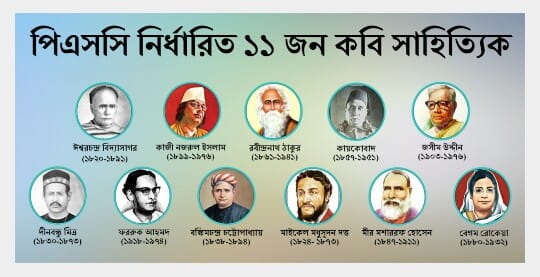 পিএসসি নির্ধারিত ১১ জন কবি সাহিত্যিক
ঈশ্বরচন্দ্র বিদ্যাসাগর
(১৮২০-১৮৯১)
কাজী নজরুল ইসলাম
(১৮৯৯-১৯৭৬)
রবীন্দ্রনাথ ঠাকুর
(১৮৬১-১৯৪১)
কায়কোবাদ
(১৮৫৭-১৯৫১)
জসীম উদ্দীন
(১৯০৩-১৯৭৬)
দীনবন্ধু মিত্র
(১৮৩০-১৮৭৩)
ফররুক আহমদ
(১৯১৮-১৯৭৪)
বঙ্কিমচন্দ্র চট্টোপাধ্যায়
(১৮৩৮-১৮৯৪)
মাইকেল মধুসূদন দত্ত
(১৮২৪- ১৮৭৩)
মীর মশাররফ হোসেন
(১৮৪৭-১৯১১)
বেগম রোকেয়া
(১৮৮০-১৯৩২)